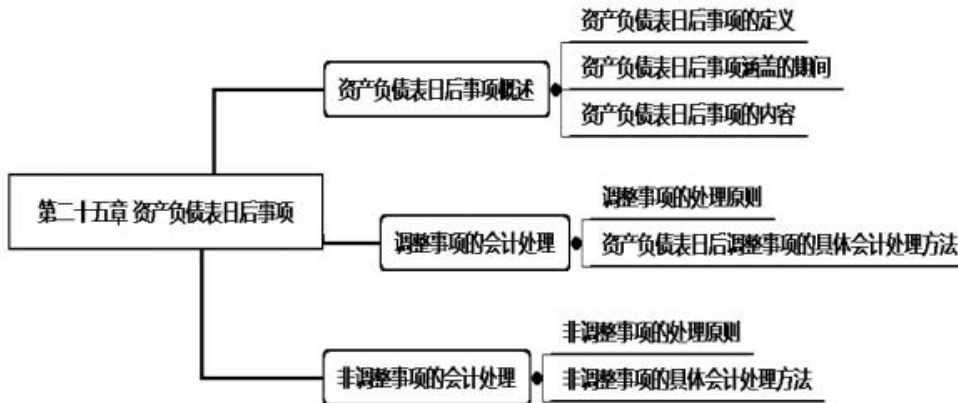 第二十五章 资产负债表日后事项
资产负债表日后事项概述
资产负债表日后事项的定义
资产负债表日后事项涵盖的期间
资产负债表日后事项的内容
调整事项的会计处理
调整事项的处理原则
资产负债表日后调整事项的具体会计处理方法
非调整事项的会计处理
非调整事项的处理原则
非调整事项的具体会计处理方法